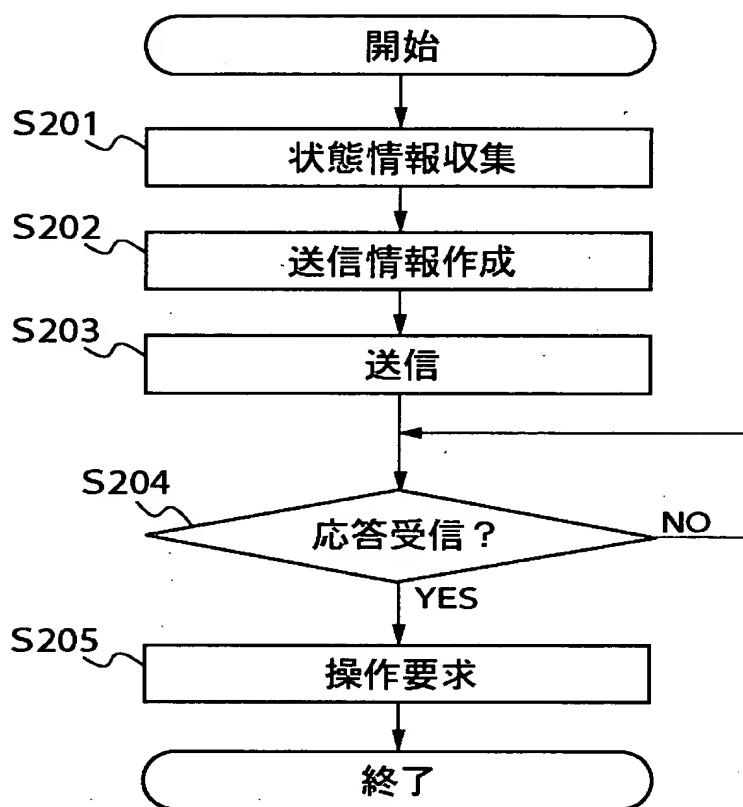 開始
S201
状態情報収集
S202
送信情報作成
S203
送信
S204
応答受信?
NO
YES
S205
操作要求
終了